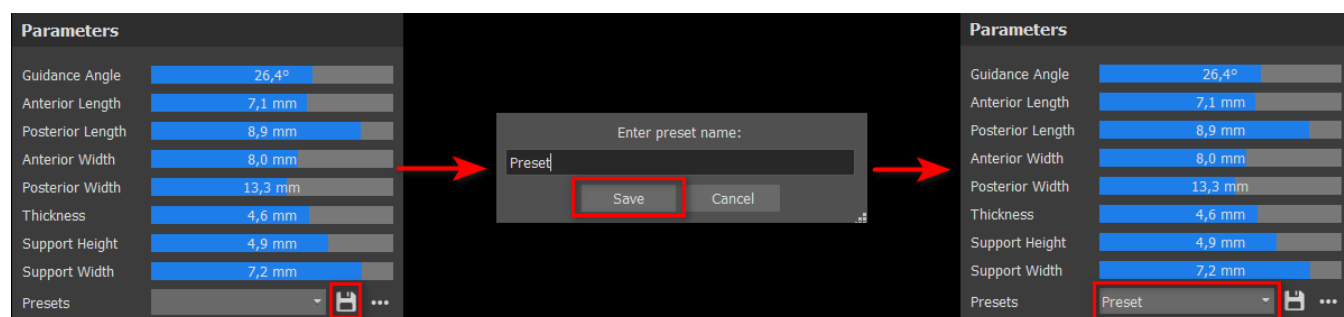 Parameters
Guidance Angle 26,4°
Anterior Length 7,1 mm
Posterior Length 8,9 mm
Anterior Width 8,0 mm
Posterior Width 13,3 mm
Thickness 4,6 mm
Support Height 4,9 mm
Support Width 7,2 mm
Presets
Enter preset name:
Preset
Save Cancel
Parameters
Guidance Angle 26,4°
Anterior Length 7,1 mm
Posterior Length 8,9 mm
Anterior Width 8,0 mm
Posterior Width 13,3 mm
Thickness 4,6 mm
Support Height 4,9 mm
Support Width 7,2 mm
Presets Preset